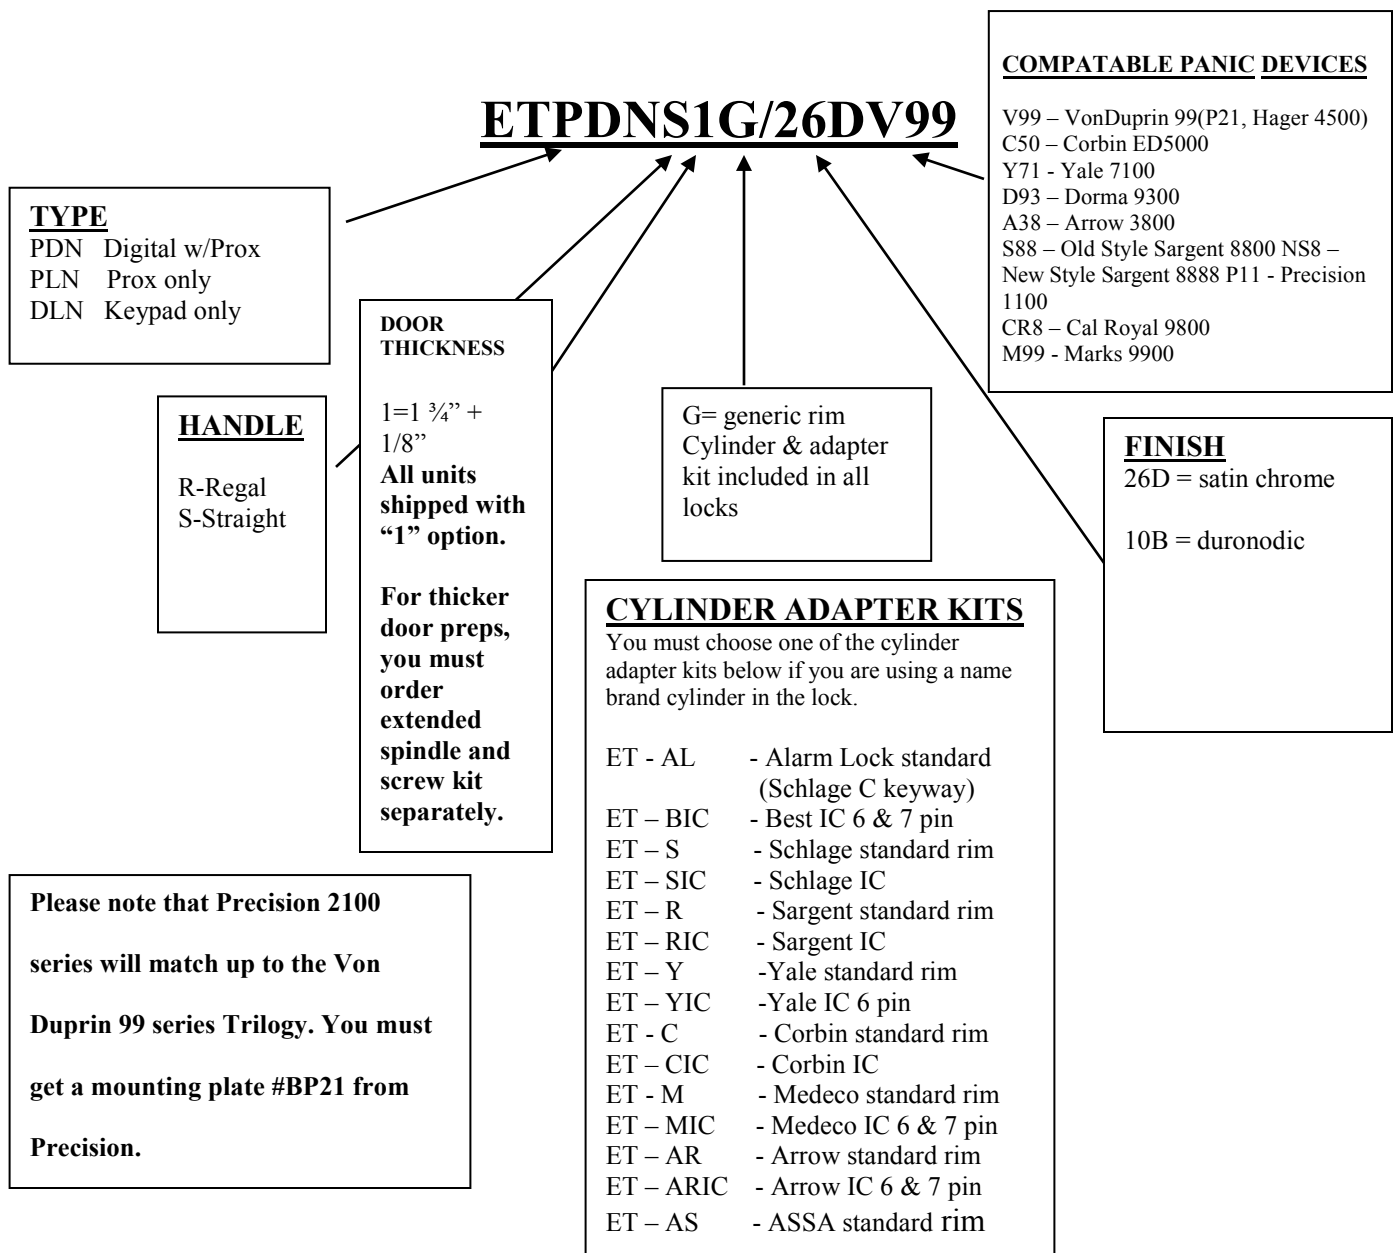 ETPDNS1G/26DV99
COMPATABLE PANIC DEVICES
V99 – VonDuprin 99(P21, Hager 4500)
C50 – Corbin ED5000
Y71 - Yale 7100
D93 – Dorma 9300
A38 – Arrow 3800
S88 – Old Style Sargent 8800 NS8 –
New Style Sargent 8888 P11 - Precision
1100
CR8 – Cal Royal 9800
M99 - Marks 9900
TYPE
PDN Digital w/Prox
PLN Prox only
DLN Keypad only
HANDLE
R-Regal
S-Straight
DOOR
THICKNESS
1=1 ¾” +
1/8”
All units
shipped with
“1” option.
For thicker
door preps,
you must
order
extended
spindle and
screw kit
separately.
G= generic rim
Cylinder & adapter
kit included in all
locks
FINISH
26D = satin chrome
10B = duronodic
CYLINDER ADAPTER KITS
You must choose one of the cylinder
adapter kits below if you are using a name
brand cylinder in the lock.
ET - AL - Alarm Lock standard
(Schlage C keyway)
ET – BIC - Best IC 6 & 7 pin
ET – S - Schlage standard rim
ET – SIC - Schlage IC
ET – R - Sargent standard rim
ET – RIC - Sargent IC
ET – Y -Yale standard rim
ET – YIC -Yale IC 6 pin
ET - C - Corbin standard rim
ET – CIC - Corbin IC
ET - M - Medeco standard rim
ET – MIC - Medeco IC 6 & 7 pin
ET – AR - Arrow standard rim
ET – ARIC - Arrow IC 6 & 7 pin
ET – AS - ASSA standard rim
Please note that Precision 2100
series will match up to the Von
Duprin 99 series Trilogy. You must
get a mounting plate #BP21 from
Precision.